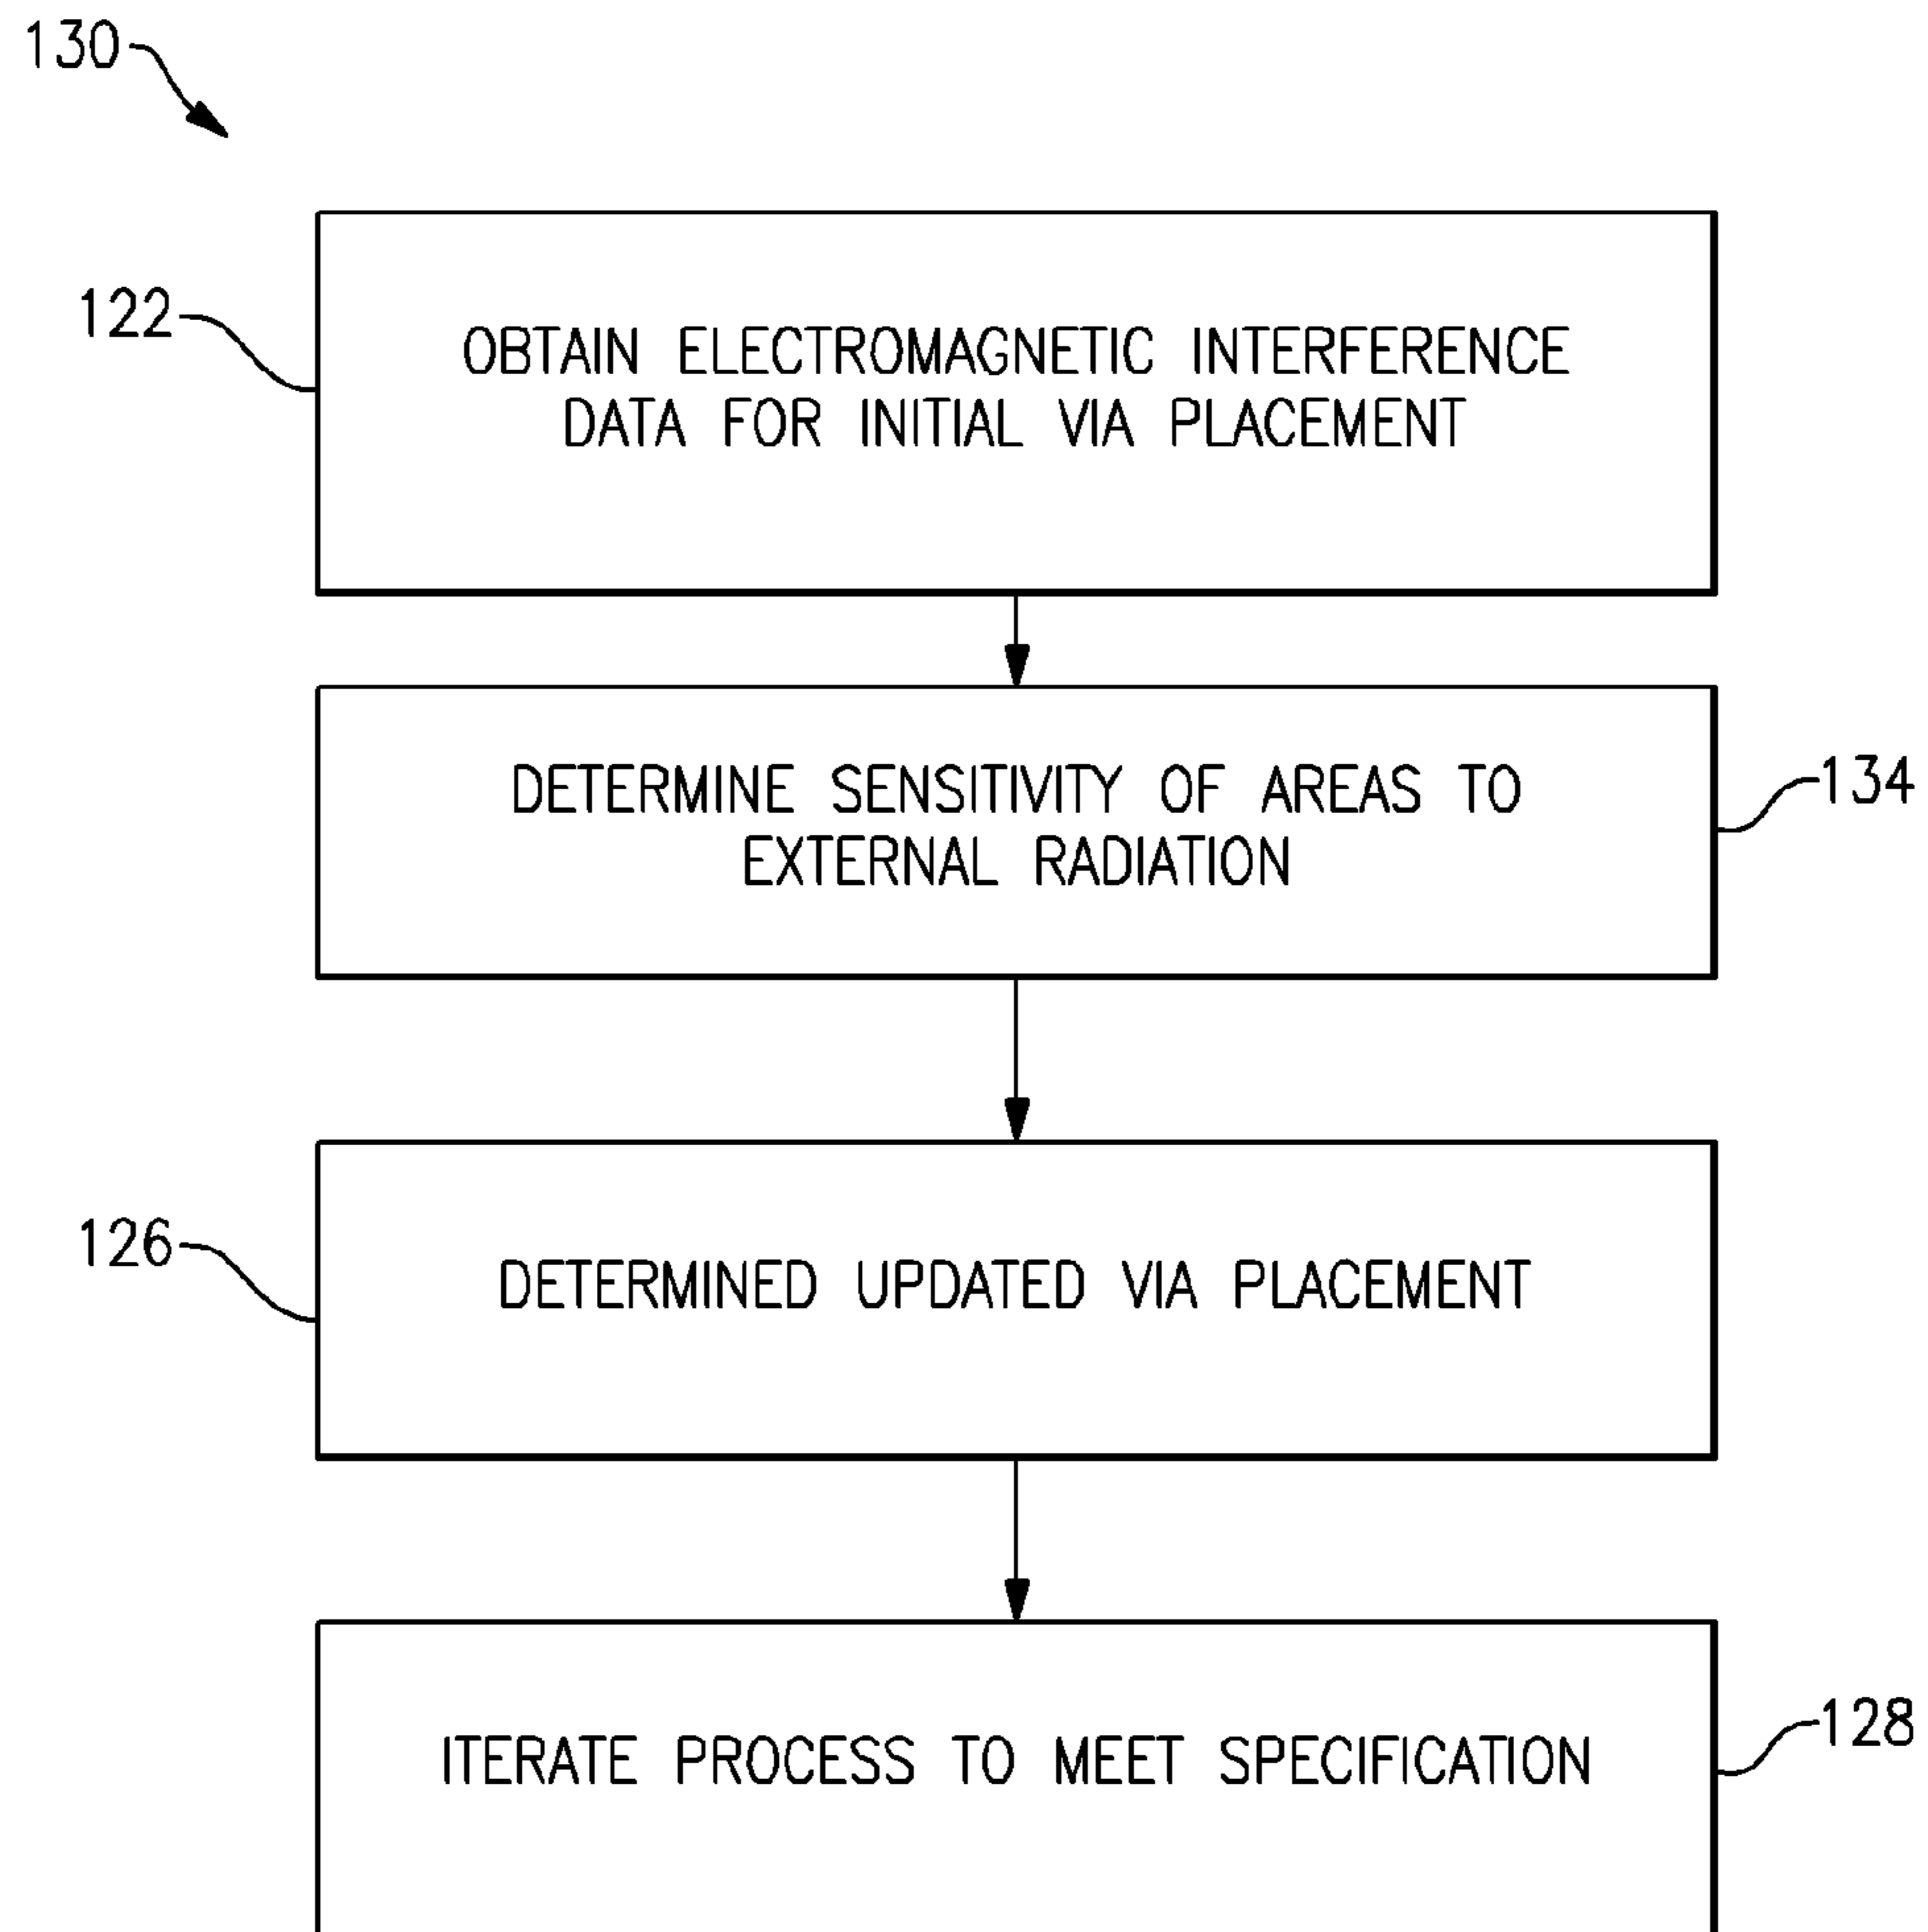 130
122
OBTAIN ELECTROMAGNETIC INTERFERENCE
DATA FOR INITIAL VIA PLACEMENT
DETERMINE SENSITIVITY OF AREAS TO
EXTERNAL RADIATION
134
126
DETERMINED UPDATED VIA PLACEMENT
ITERATE PROCESS TO MEET SPECIFICATION
128